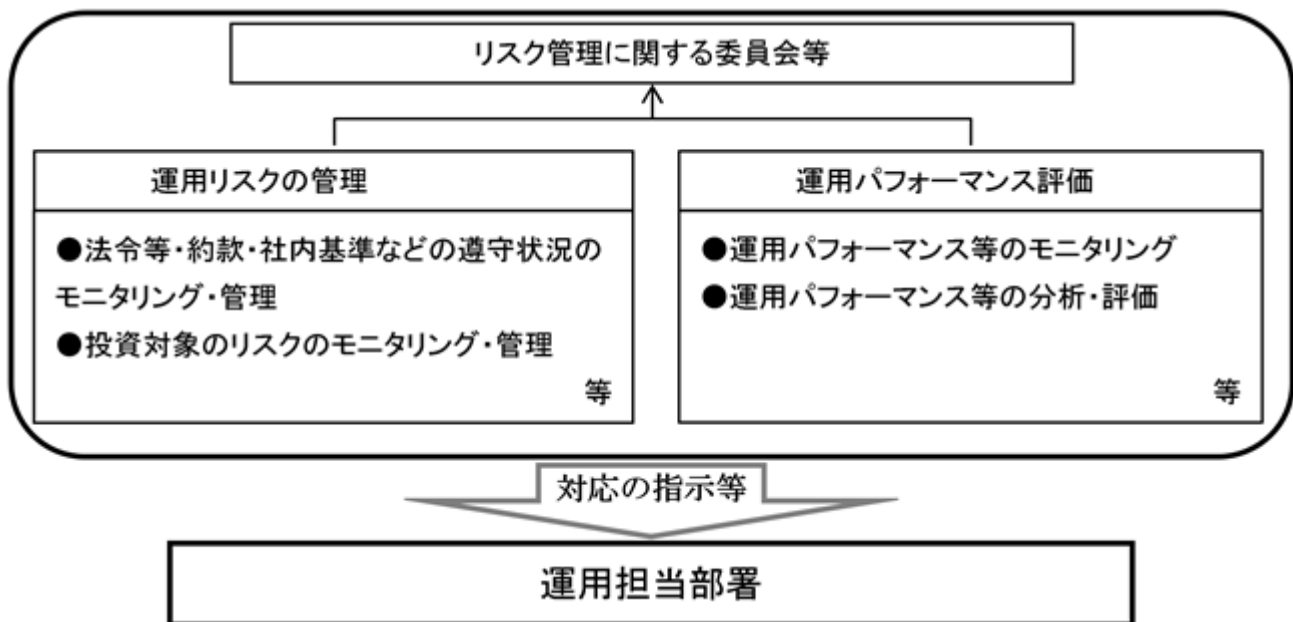 リスク管理に関する委員会等
運用リスクの管理
●法令等・約款・社内基準などの遵守状況の
モニタリング・管理
●投資対象のリスクのモニタリング・管理
等
運用パフォーマンス評価
●運用パフォーマンス等のモニタリング
●運用パフォーマンス等の分析・評価
等
対応の指示等
運用担当部署